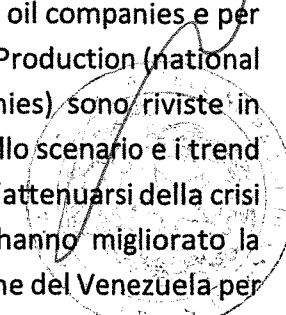 oil companies e per
Production (national
nies) sono riviste in
llo scenario e i trend
attenuarsi della crisi
hanno migliorato la
ne del Venezuela per